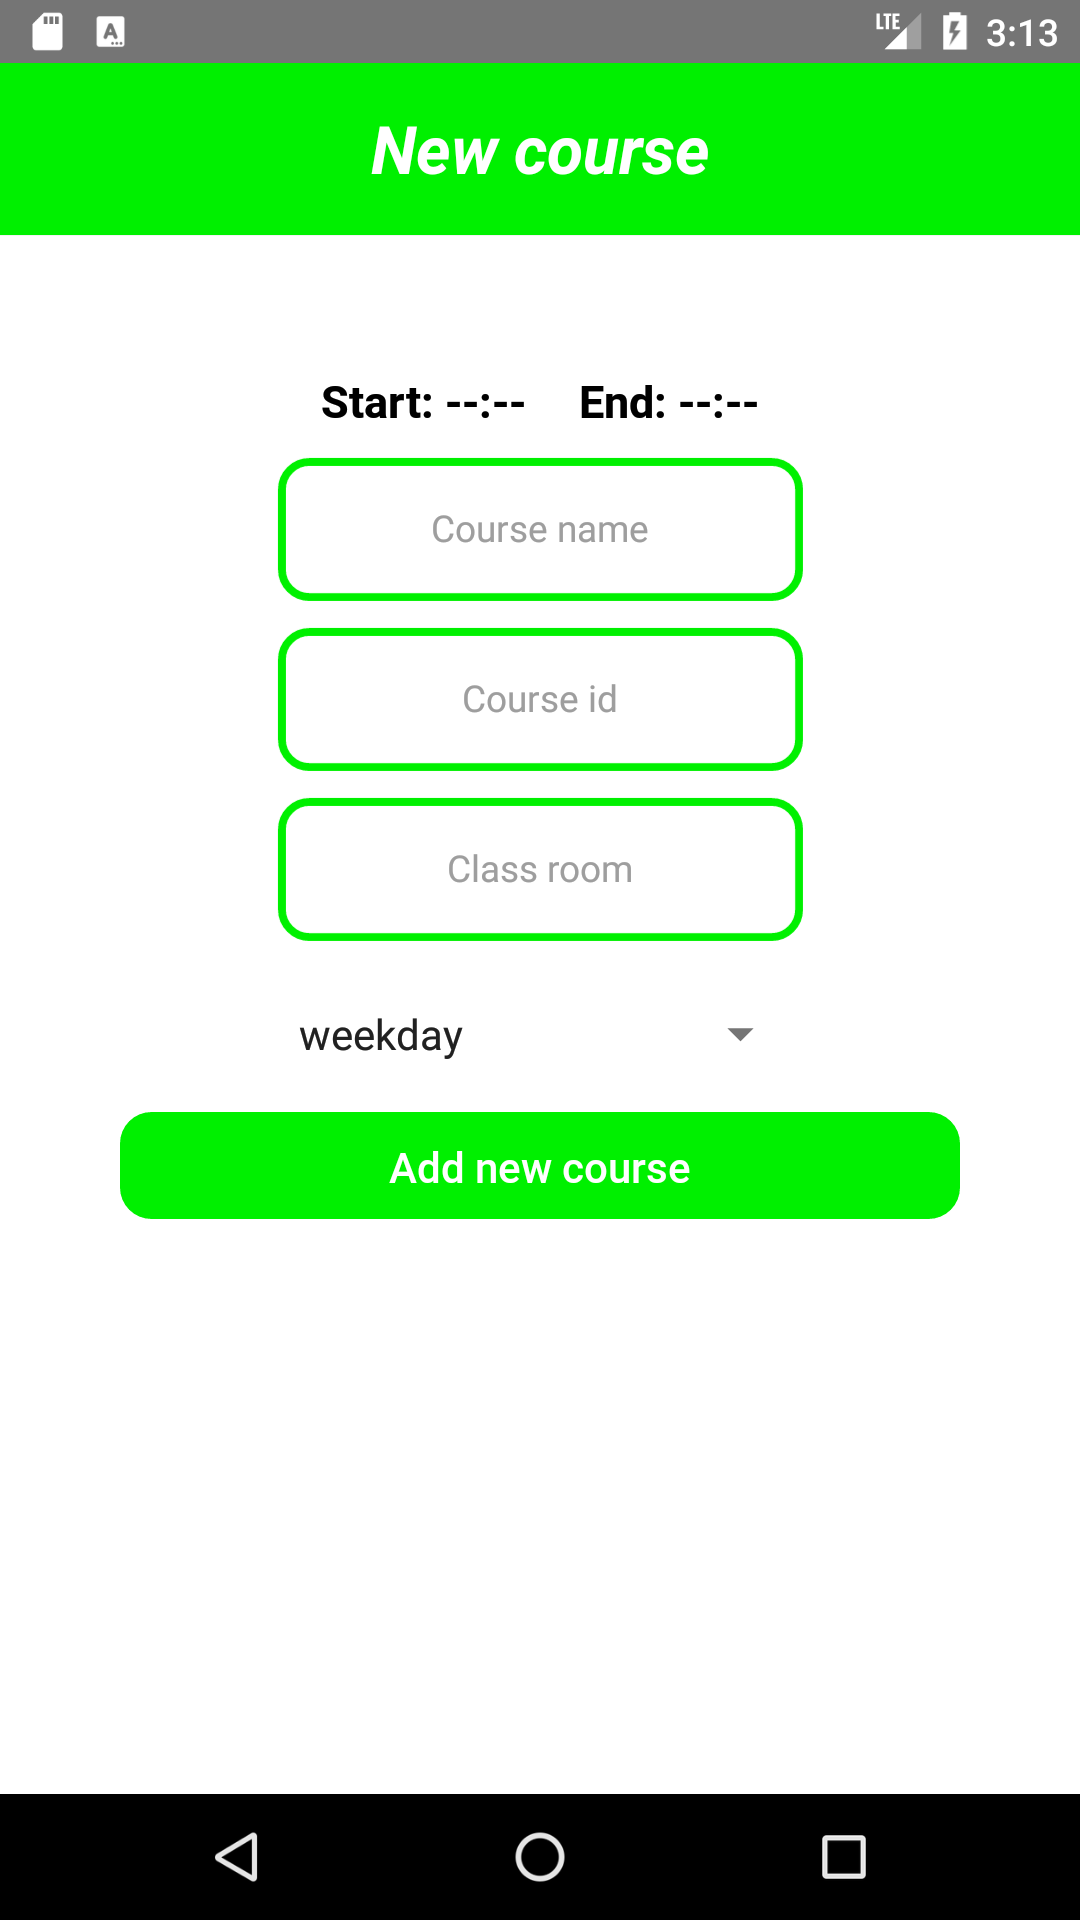 LTE 3:13
New course
Start: --:-- End: --:--
Course name
Course id
Class room
weekday
Add new course